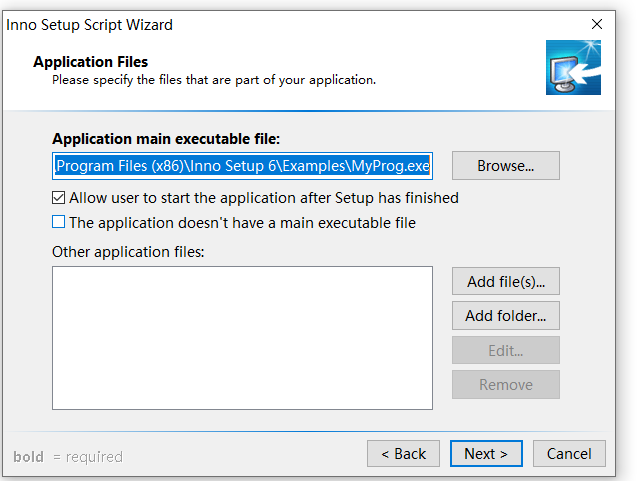 Inno Setup Script Wizard
Application Files
Please specify the files that are part of your application.
Application main executable file:
Program Files (x86)\Inno Setup 6\Examples\MyProg.exe
Browse...
Allow user to start the application after Setup has finished
The application doesn't have a main executable file
Other application files:
Add file(s)...
Add folder...
Edit...
Remove
bold = required
< Back
Next >
Cancel